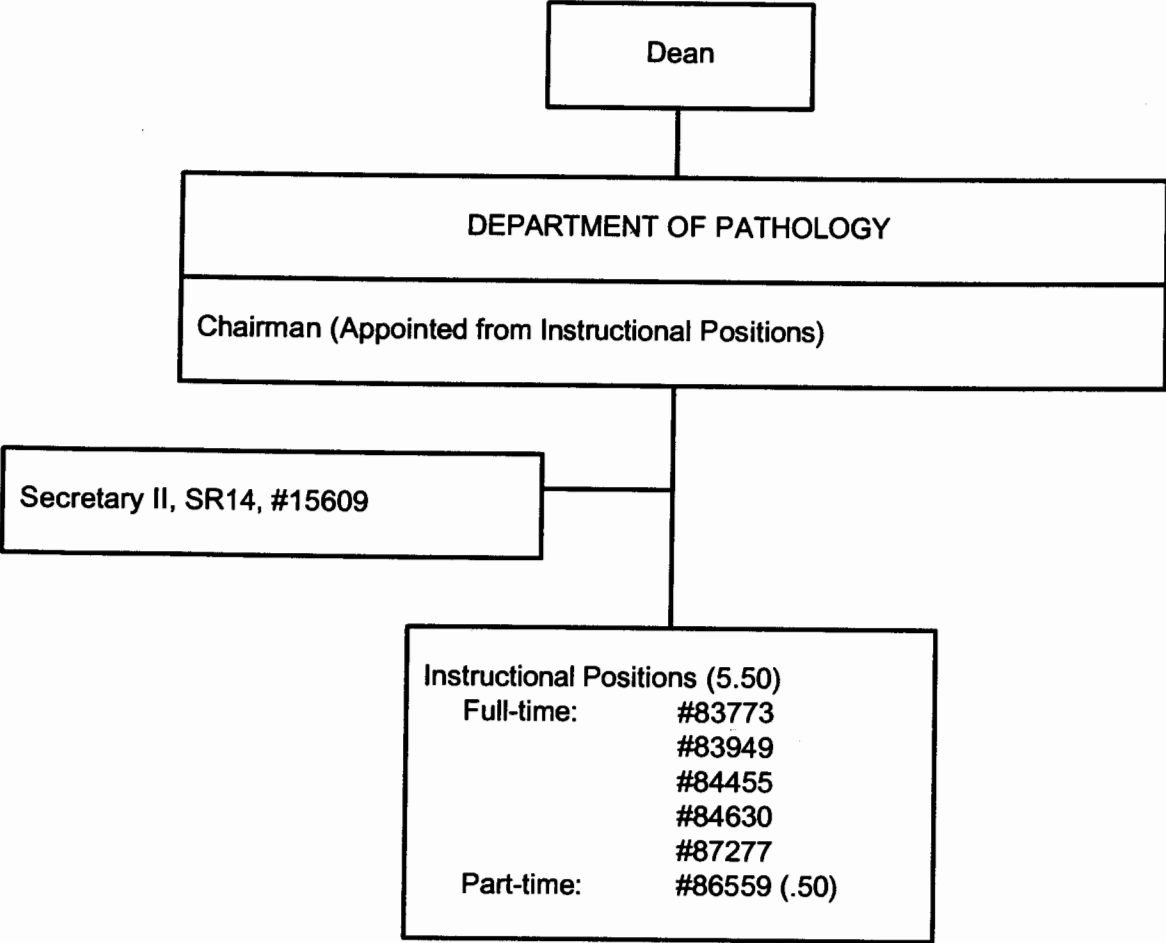 Dean
DEPARTMENT OF PATHOLOGY
Chairman (Appointed from Instructional Positions)
Secretary II, SR14, #15609
Instructional Positions (5.50)
Full-time: #83773
#83949
#84455
#84630
#87277
Part-time: #86559 (.50)